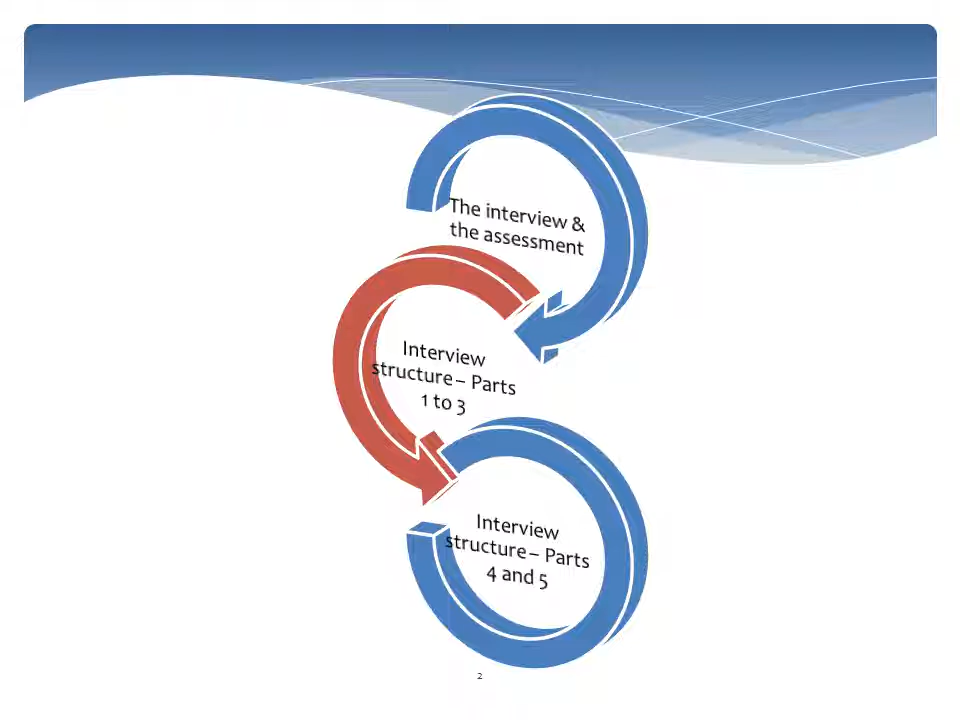 The interview &
the assessment
Interview
structure – Parts
1 to 3
Interview
structure – Parts
4 and 5
2